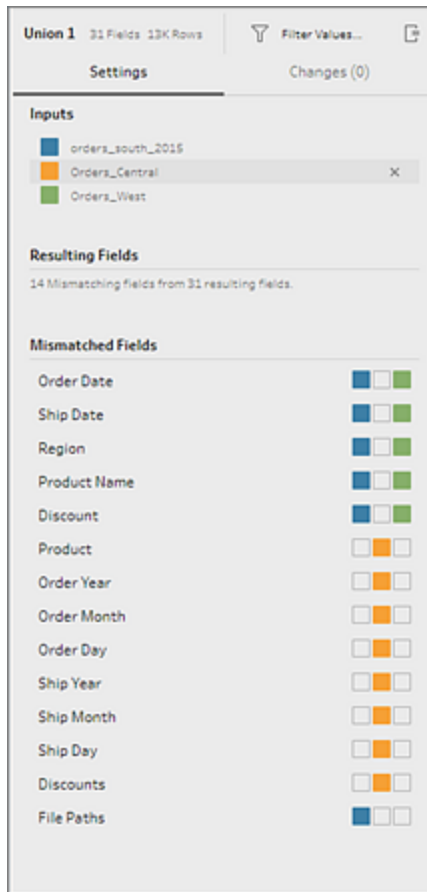 Union 1 31 Fields 13K Rows Filter Values...
Settings Changes (0)
Inputs
orders_south_2015
Orders_Central
Orders_West
Resulting Fields
14 Mismatching fields from 31 resulting fields.
Mismatched Fields
Order Date
Ship Date
Region
Product Name
Discount
Product
Order Year
Order Month
Order Day
Ship Year
Ship Month
Ship Day
Discounts
File Paths